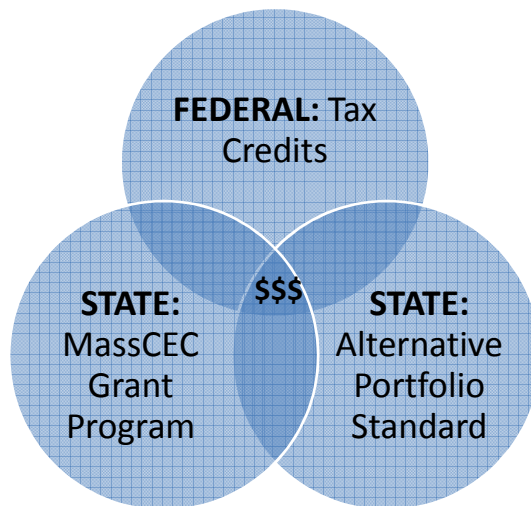 FEDERAL: Tax
Credits
$$$
STATE:
MassCEC
Grant
Program
STATE:
Alternative
Portfolio
Standard